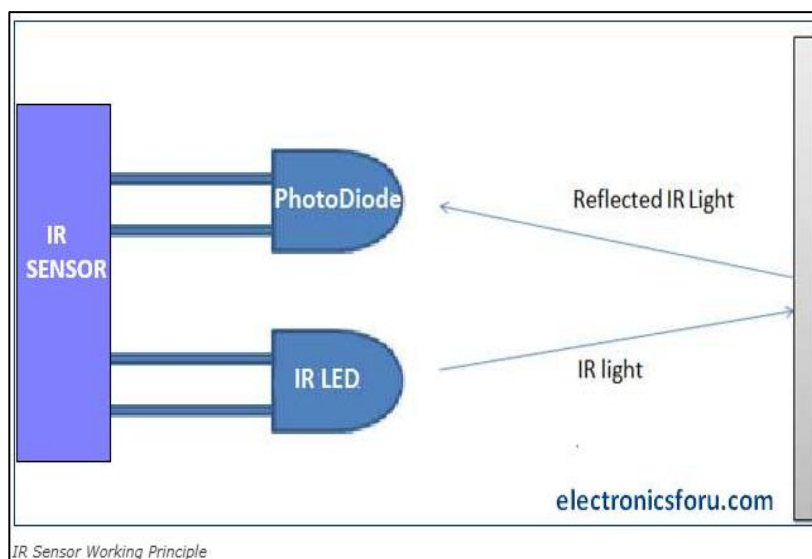 PhotoDiode
Reflected IR Light
IR
SENSOR
IR LED
IR light
electronicsforu.com
IR Sensor Working Principle